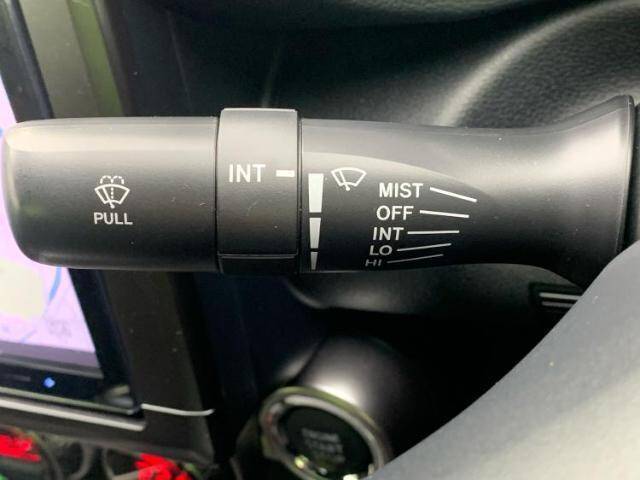 PULL
INT
MIST
OFF
INT
LO
HI